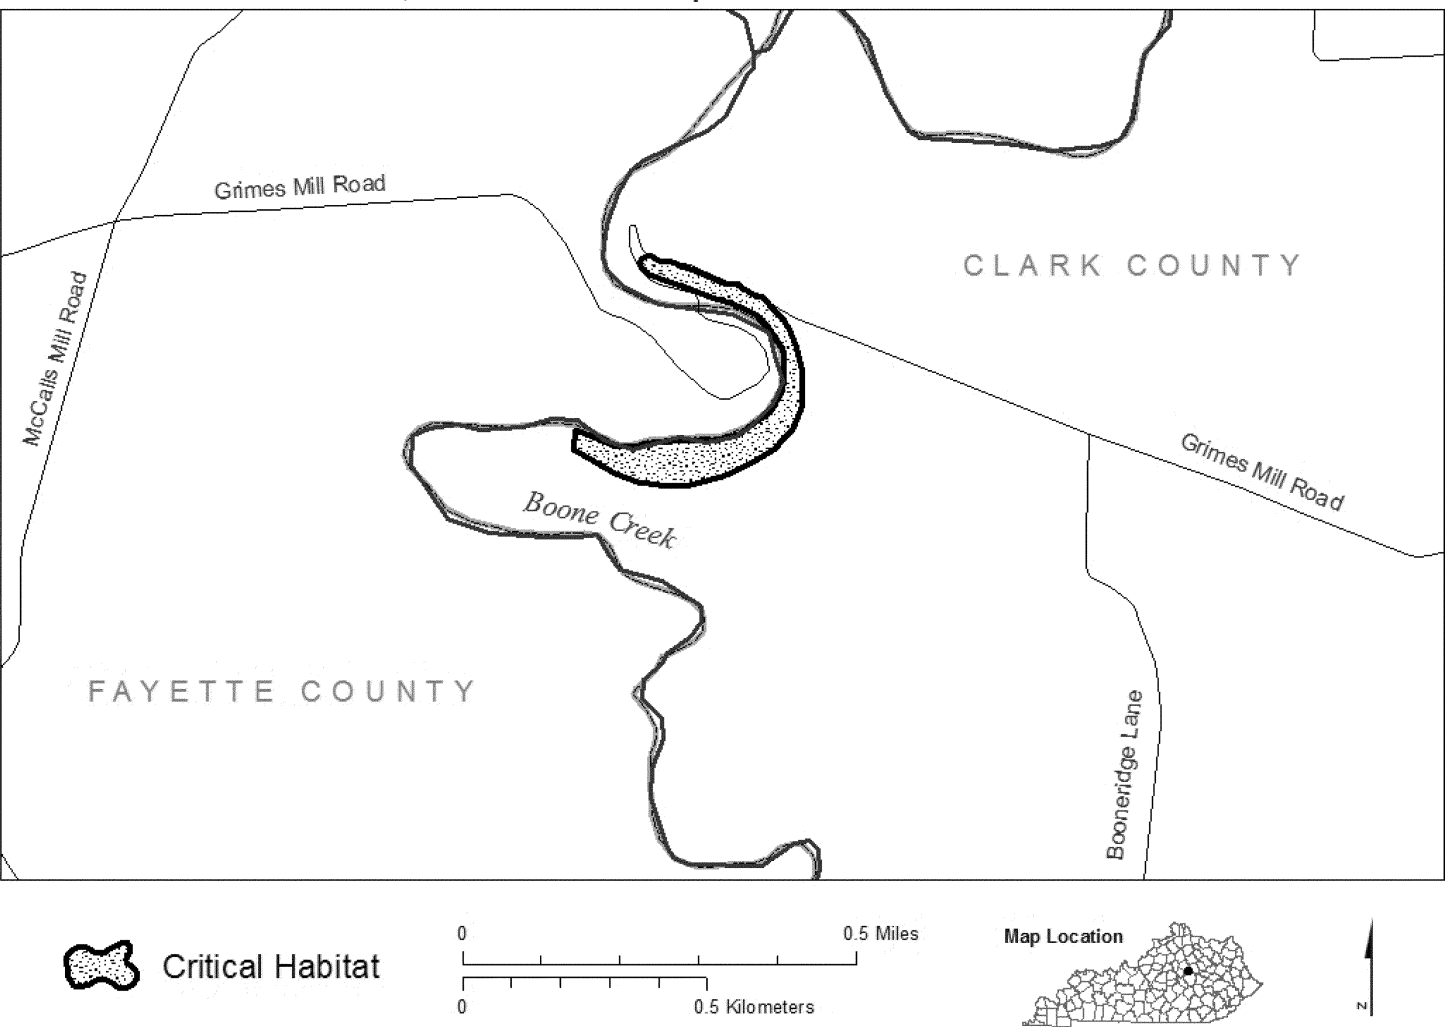 Grimes Mill Road
CLARK COUNTY
McCalls Mill Road
Grimes Mill Road
Boone Creek
FAYETTE COUNTY
Booneridge Lane
Critical Habitat
0 0.5 Miles
0 0.5 Kilometers
Map Location
N